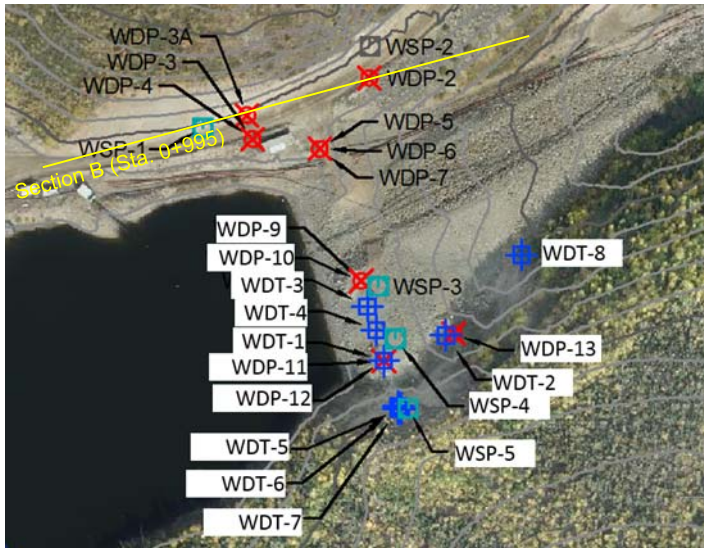 WDP-3A
WDP-3
WDP-4
WSP-2
WDP-2
WSP-1
Section B (Sta. 0+995)
WDP-5
WDP-6
WDP-7
WDP-9
WDP-10
WDT-3
WDT-4
WDT-1
WDP-11
WDP-12
WSP-3
WDT-8
WDP-13
WDT-2
WSP-4
WSP-5
WDT-5
WDT-6
WDT-7